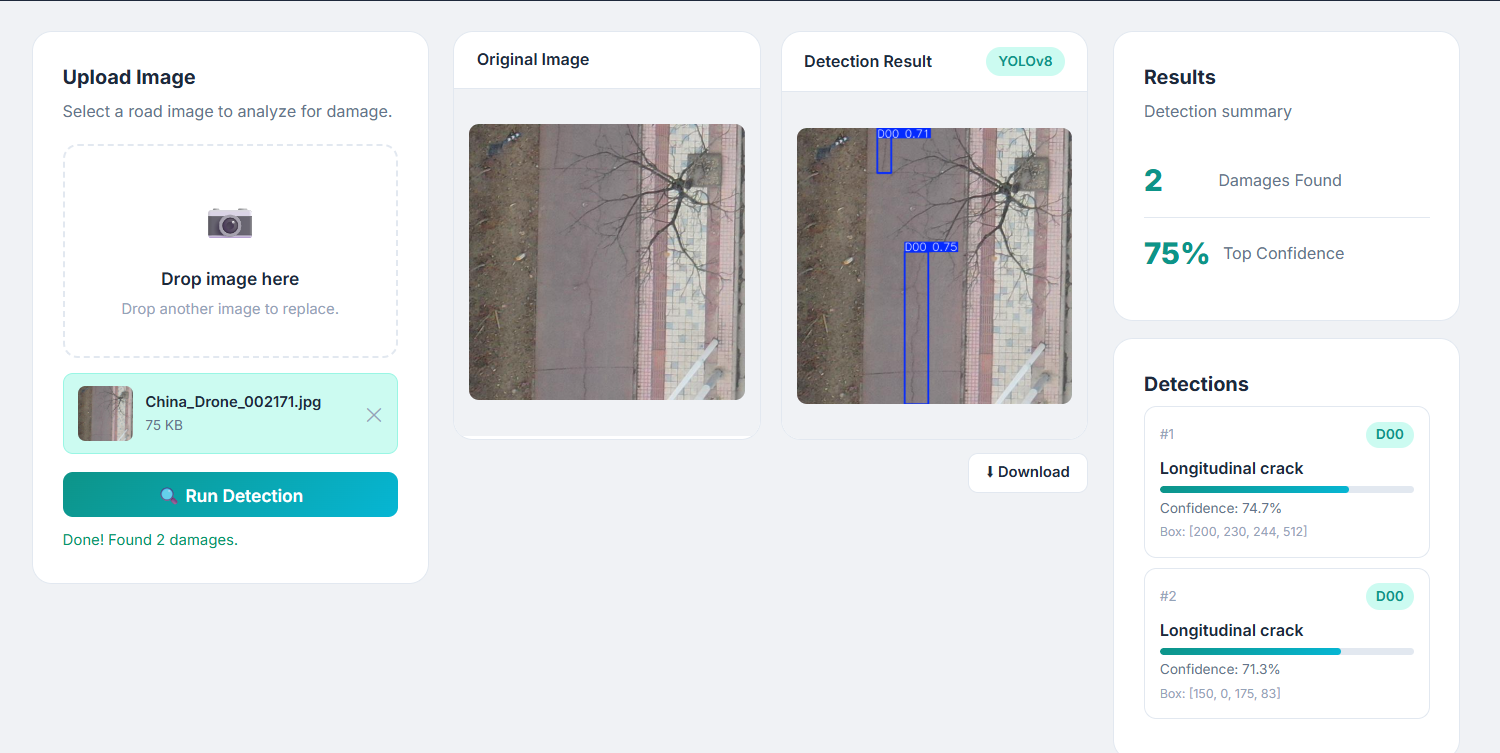 Upload Image
Select a road image to analyze for damage.
Drop image here
Drop another image to replace.
China_Drone_002171.jpg
75 KB
Run Detection
Done! Found 2 damages.
Original Image
Detection Result
YOLOv8
D00 0.71
D00 0.75
Download
Results
Detection summary
2 Damages Found
75% Top Confidence
Detections
#1 D00
Longitudinal crack
Confidence: 74.7%
Box: [200, 230, 244, 512]
#2 D00
Longitudinal crack
Confidence: 71.3%
Box: [150, 0, 175, 83]